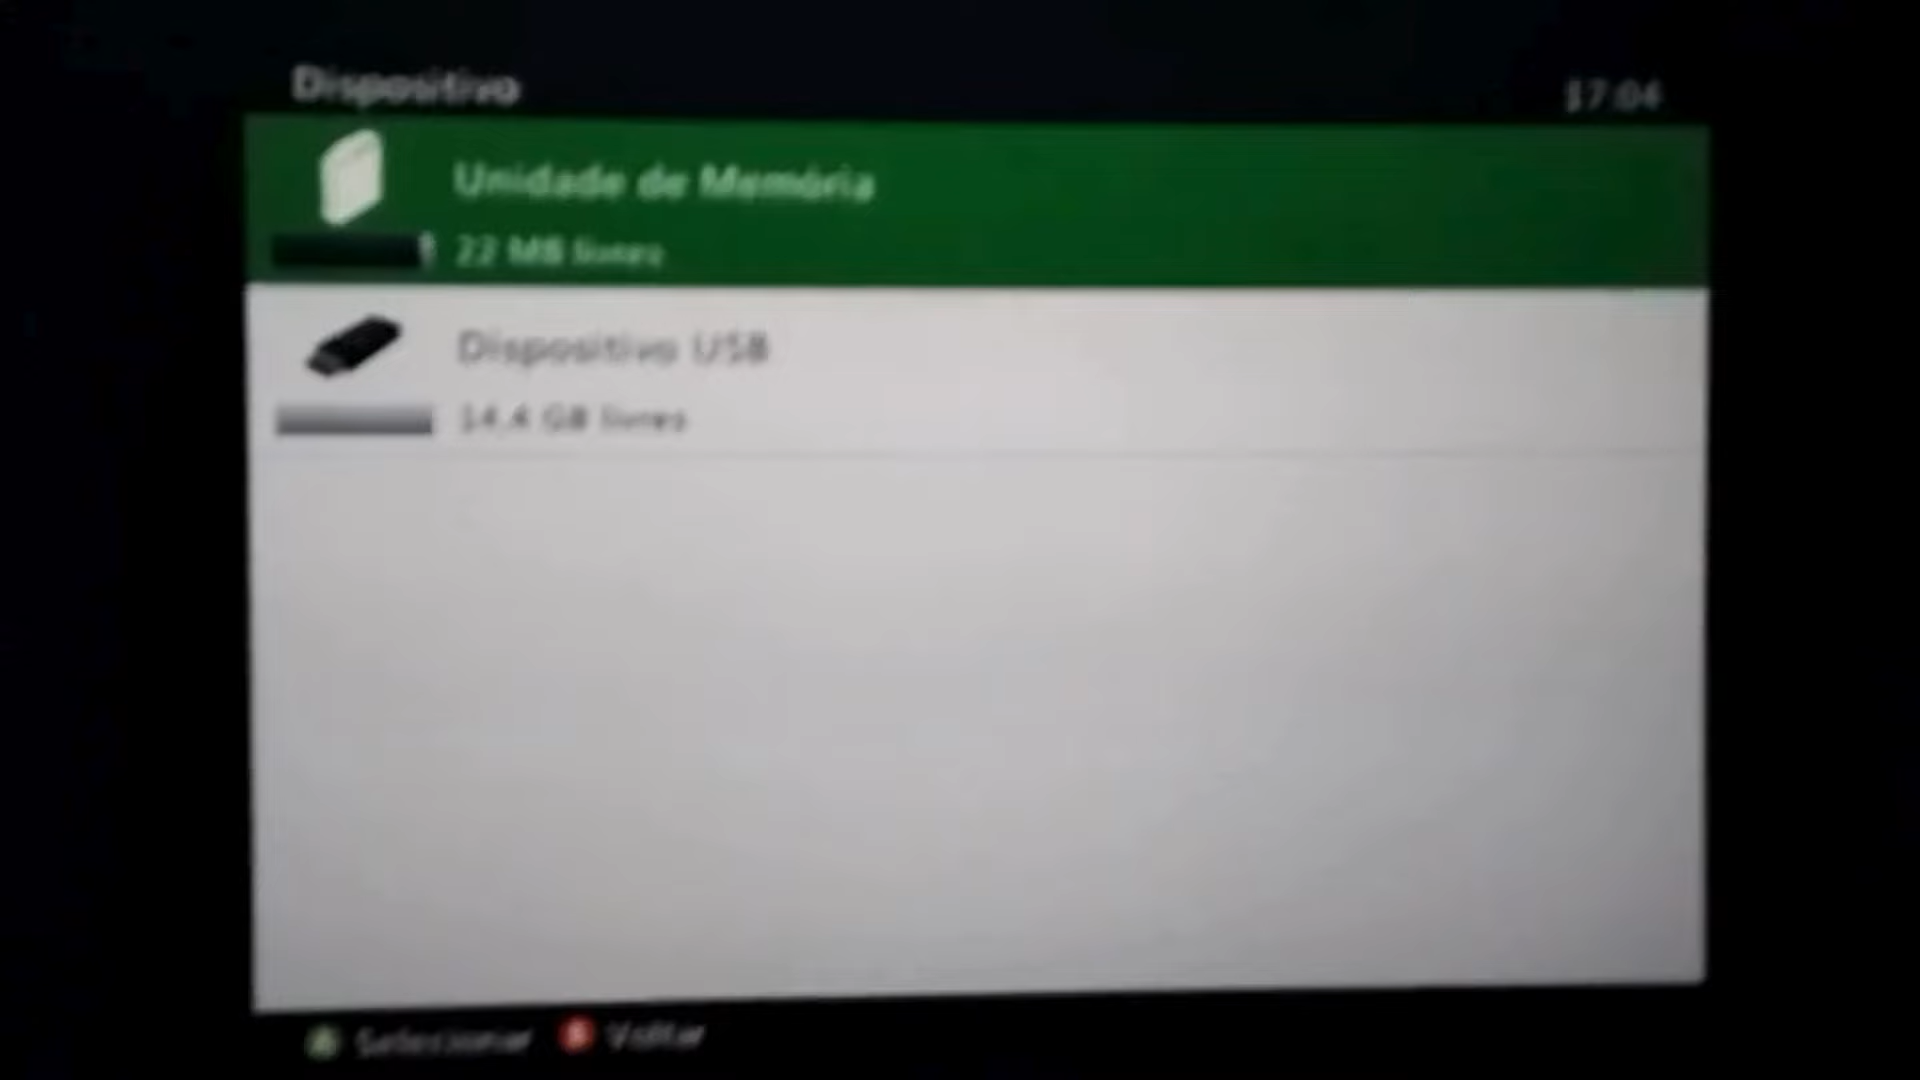 Dispositivo
17:04
Unidade de Memória
22 MB livres
Dispositivo USB
14,4 GB livres
A Selecionar B Voltar